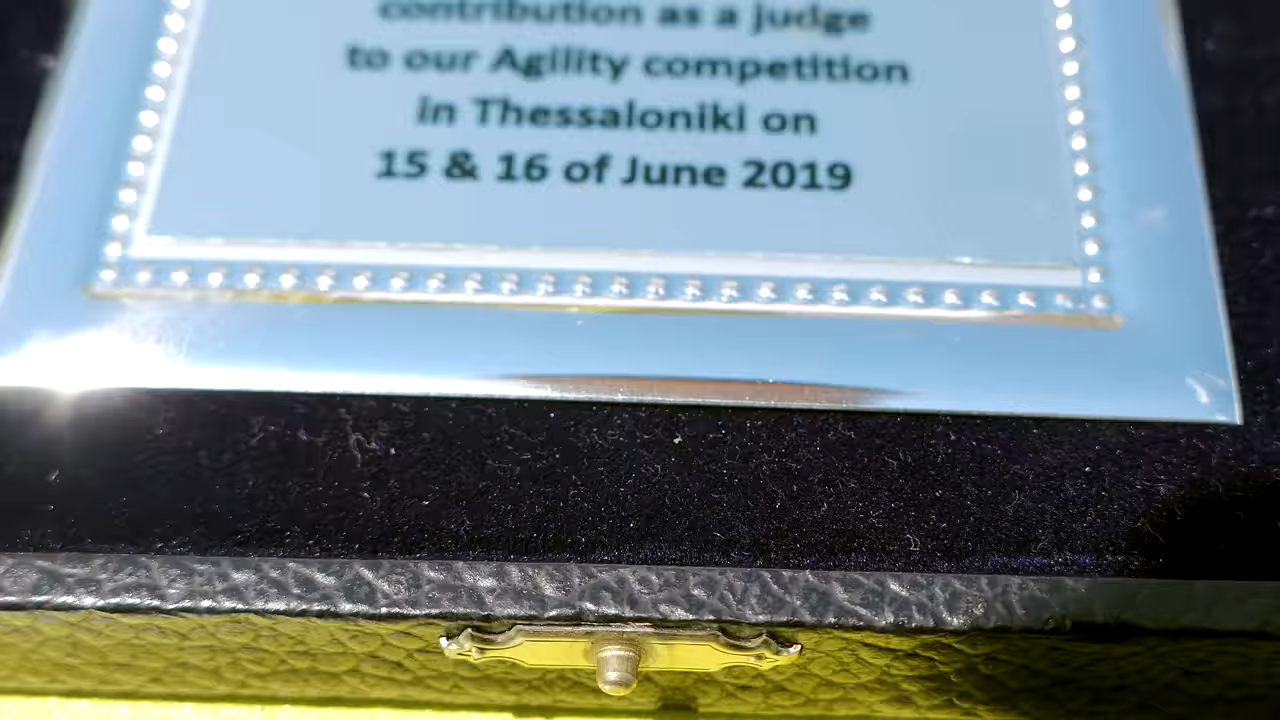 contribution as a judge
to our Agility competition
in Thessaloniki on
15 & 16 of June 2019